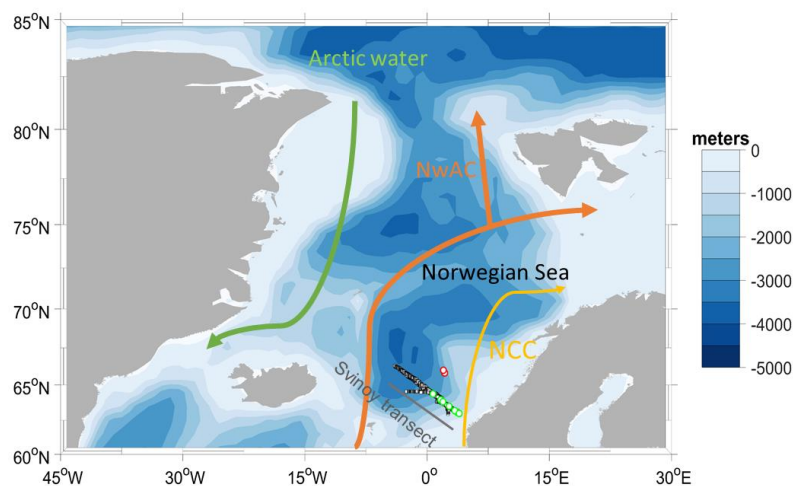 85°N
80°N
75°N
70°N
65°N
60°N
45°W
30°W
15°W
0°
15°E
30°E
Arctic water
NwAC
Norwegian Sea
NCC
Svinoy transect
meters
0
-1000
-2000
-3000
-4000
-5000